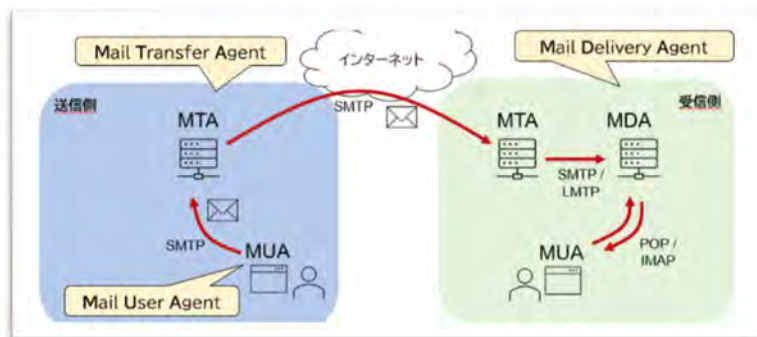 Mail Transfer Agent
インターネット
Mail Delivery Agent
送信側
SMTP
受信側
MTA
MTA
MDA
SMTP /
LMTP
SMTP
MUA
MUA
POP /
IMAP
Mail User Agent